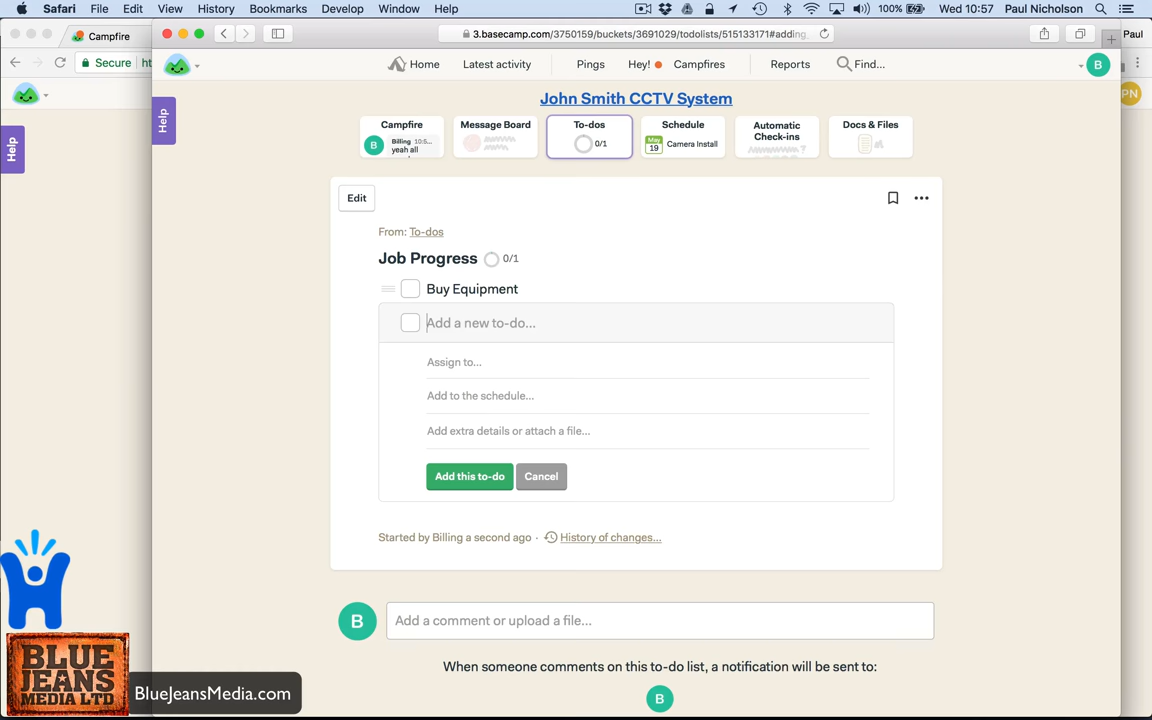 Safari File Edit View History Bookmarks Develop Window Help 100% Wed 10:57 Paul Nicholson
Campfire
3.basecamp.com/3750159/buckets/3691029/todolists/515133171#adding_
Paul
Secure ht
Home Latest activity Pings Hey! Campfires Reports Find... B
PN
Help
Help
John Smith CCTV System
Campfire
B Billing 10:5...
yeah all
Message Board
To-dos
0/1
Schedule
May
19 Camera Install
Automatic
Check-ins
Docs & Files
Edit
From: To-dos
Job Progress 0/1
Buy Equipment
Add a new to-do...
Assign to...
Add to the schedule...
Add extra details or attach a file...
Add this to-do Cancel
Started by Billing a second ago · History of changes...
B Add a comment or upload a file...
When someone comments on this to-do list, a notification will be sent to:
B
BLUE
JEANS
MEDIA LTD
BlueJeansMedia.com